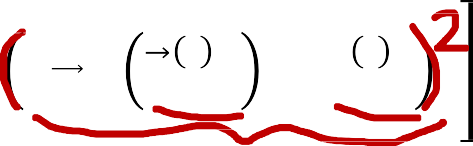 ( → ( →( ) ) ( ) )² ]